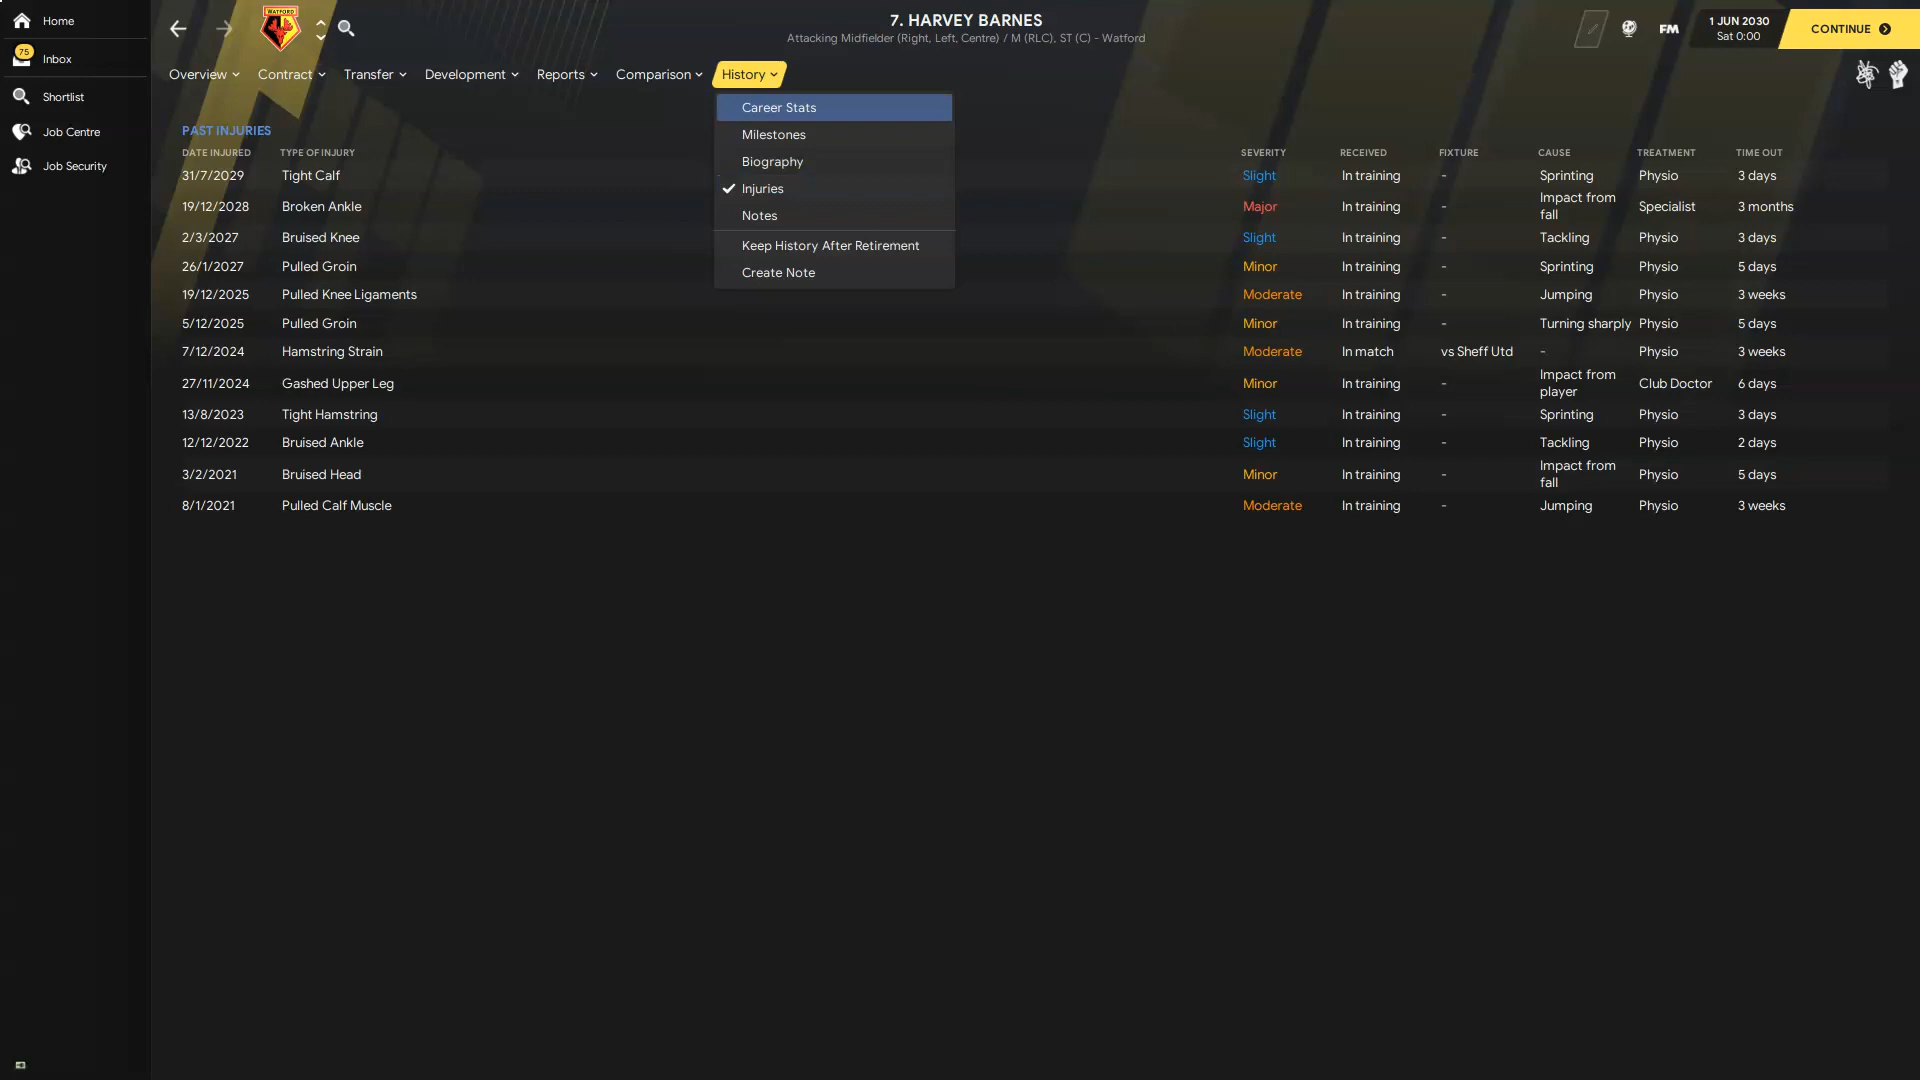 Home
75
Inbox
Shortlist
Job Centre
Job Security
WATFORD
7. HARVEY BARNES
Attacking Midfielder (Right, Left, Centre) / M (RLC), ST (C) - Watford
FM
1 JUN 2030
Sat 0:00
CONTINUE
Overview Contract Transfer Development Reports Comparison History
Career Stats
Milestones
Biography
Injuries
Notes
Keep History After Retirement
Create Note
PAST INJURIES
DATE INJURED TYPE OF INJURY SEVERITY RECEIVED FIXTURE CAUSE TREATMENT TIME OUT
31/7/2029 Tight Calf Slight In training - Sprinting Physio 3 days
19/12/2028 Broken Ankle Major In training - Impact from fall Specialist 3 months
2/3/2027 Bruised Knee Slight In training - Tackling Physio 3 days
26/1/2027 Pulled Groin Minor In training - Sprinting Physio 5 days
19/12/2025 Pulled Knee Ligaments Moderate In training - Jumping Physio 3 weeks
5/12/2025 Pulled Groin Minor In training - Turning sharply Physio 5 days
7/12/2024 Hamstring Strain Moderate In match vs Sheff Utd - Physio 3 weeks
27/11/2024 Gashed Upper Leg Minor In training - Impact from player Club Doctor 6 days
13/8/2023 Tight Hamstring Slight In training - Sprinting Physio 3 days
12/12/2022 Bruised Ankle Slight In training - Tackling Physio 2 days
3/2/2021 Bruised Head Minor In training - Impact from fall Physio 5 days
8/1/2021 Pulled Calf Muscle Moderate In training - Jumping Physio 3 weeks